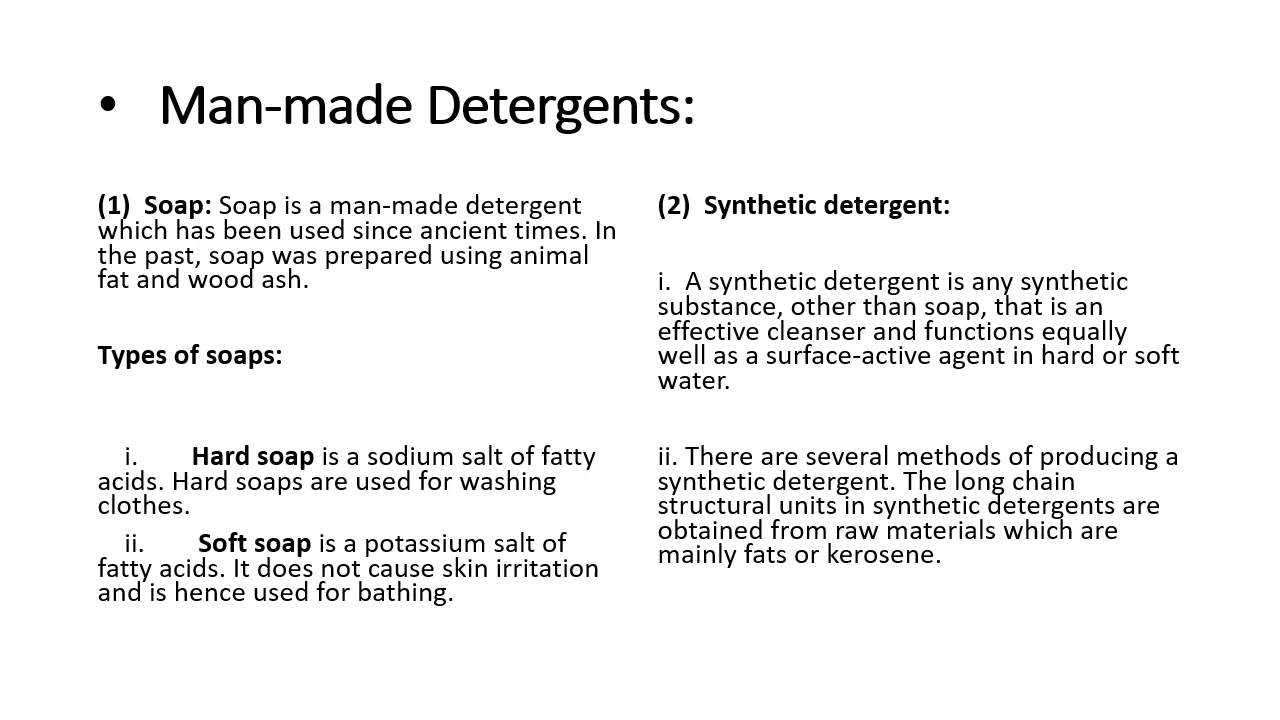 • Man-made Detergents:
(1) Soap: Soap is a man-made detergent
which has been used since ancient times. In
the past, soap was prepared using animal
fat and wood ash.
Types of soaps:
i. Hard soap is a sodium salt of fatty
acids. Hard soaps are used for washing
clothes.
ii. Soft soap is a potassium salt of
fatty acids. It does not cause skin irritation
and is hence used for bathing.
(2) Synthetic detergent:
i. A synthetic detergent is any synthetic
substance, other than soap, that is an
effective cleanser and functions equally
well as a surface-active agent in hard or soft
water.
ii. There are several methods of producing a
synthetic detergent. The long chain
structural units in synthetic detergents are
obtained from raw materials which are
mainly fats or kerosene.